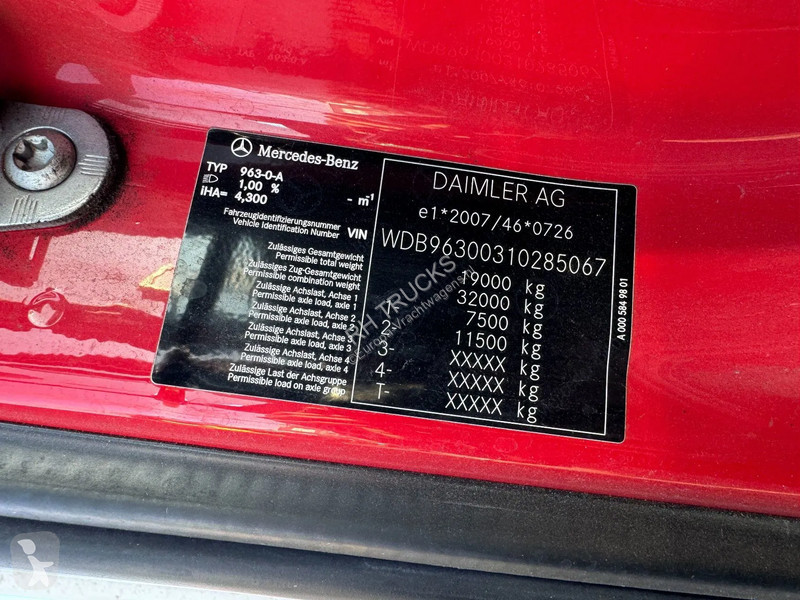 Mercedes-Benz
TYP 963-0-A
1,00 %
iHA= 4,300 - m⁻¹
Fahrzeugidentifizierungsnummer
Vehicle Identification Number VIN
Zulässiges Gesamtgewicht
Permissible total weight
Zulässiges Zug-Gesamtgewicht
Permissible combination weight
Zulässige Achslast, Achse 1
Permissible axle load, axle 1
Zulässige Achslast, Achse 2
Permissible axle load, axle 2
Zulässige Achslast, Achse 3
Permissible axle load, axle 3
Zulässige Achslast, Achse 4
Permissible axle load, axle 4
Zulässige Last der Achsgruppe
Permissible load on axle group
DAIMLER AG
e1*2007/46*0726
WDB96300310285067
19000 kg
32000 kg
7500 kg
2- 11500 kg
3- XXXXX kg
4- XXXXX kg
T- XXXXX kg
A 000 584 98 01
TRUCKS